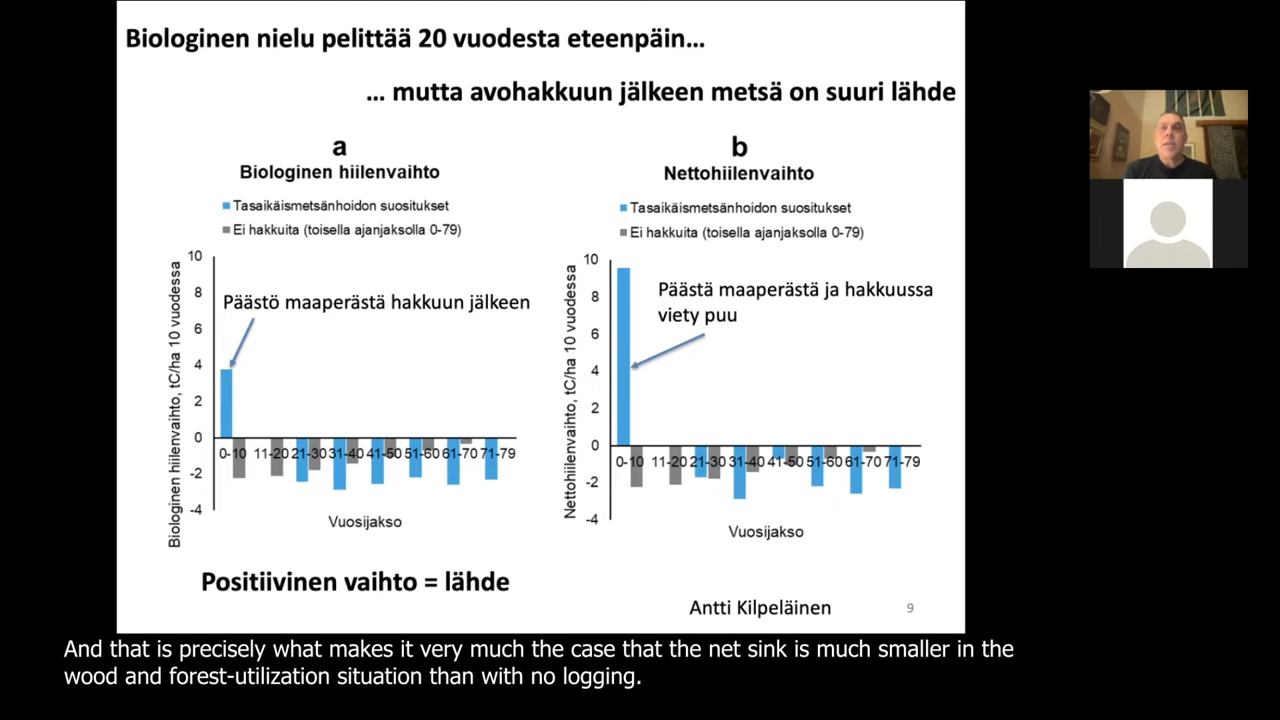 Biologinen nielu pelittää 20 vuodesta eteenpäin…
… mutta avohakkuun jälkeen metsä on suuri lähde
a
Biologinen hiilenvaihto
Tasaikäismetsänhoidon suositukset
Ei hakkuita (toisella ajanjaksolla 0-79)
Biologinen hiilenvaihto, tC/ha 10 vuodessa
10
8
6
4
2
0
-2
-4
Päästö maaperästä hakkuun jälkeen
0-10 11-20 21-30 31-40 41-50 51-60 61-70 71-79
Vuosijakso
b
Nettohiilenvaihto
Tasaikäismetsänhoidon suositukset
Ei hakkuita (toisella ajanjaksolla 0-79)
Nettohiilenvaihto, tC/ha 10 vuodessa
10
8
6
4
2
0
-2
-4
Päästä maaperästä ja hakkuussa
viety puu
0-10 11-20 21-30 31-40 41-50 51-60 61-70 71-79
Vuosijakso
Positiivinen vaihto = lähde
Antti Kilpeläinen
9
And that is precisely what makes it very much the case that the net sink is much smaller in the
wood and forest-utilization situation than with no logging.